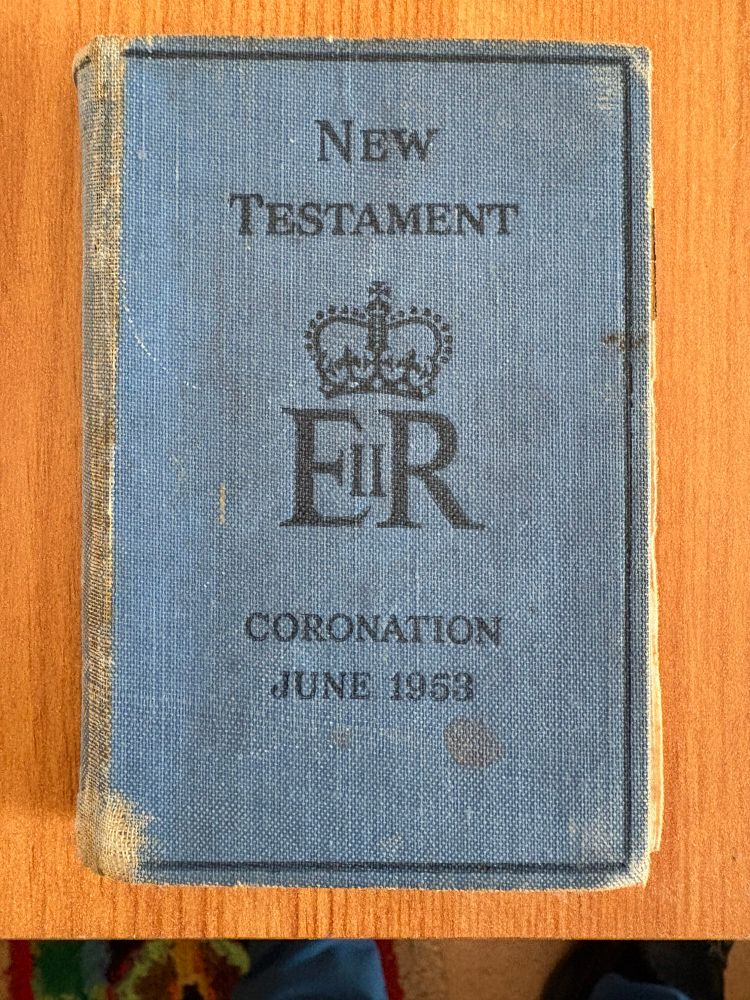 NEW
TESTAMENT
EIIR
CORONATION
JUNE 1953